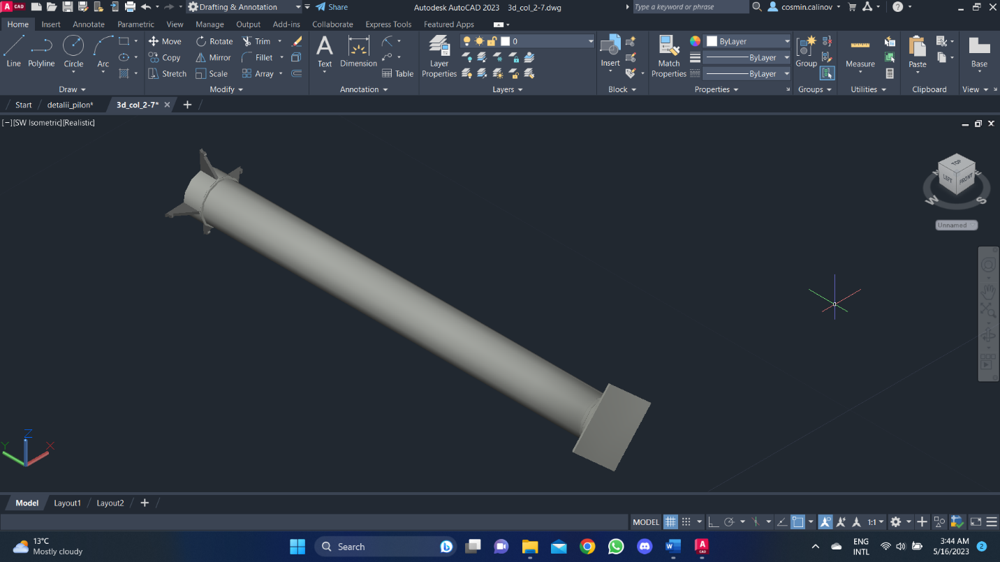 A CAD
Drafting & Annotation
Share
Autodesk AutoCAD 2023 3d_col_2-7.dwg
Type a keyword or phrase
cosmin.calinov
Home Insert Annotate Parametric View Manage Output Add-ins Collaborate Express Tools Featured Apps
Line
Polyline
Circle
Arc
Draw
Move
Rotate
Trim
Copy
Mirror
Fillet
Stretch
Scale
Array
Modify
A
Text
Dimension
Table
Annotation
Layer
Properties
0
Layers
Insert
Block
Match
Properties
ByLayer
ByLayer
ByLayer
Properties
Group
Groups
Measure
Utilities
Paste
Clipboard
Base
View
Start detalii_pilon* 3d_col_2-7*
[−][SW Isometric][Realistic]
TOP
LEFT
FRONT
N
E
W
S
Unnamed
Z
Y
X
Model Layout1 Layout2
MODEL
1:1
13°C
Mostly cloudy
Search
W
A
CAD
ENG
INTL
3:44 AM
5/16/2023
2